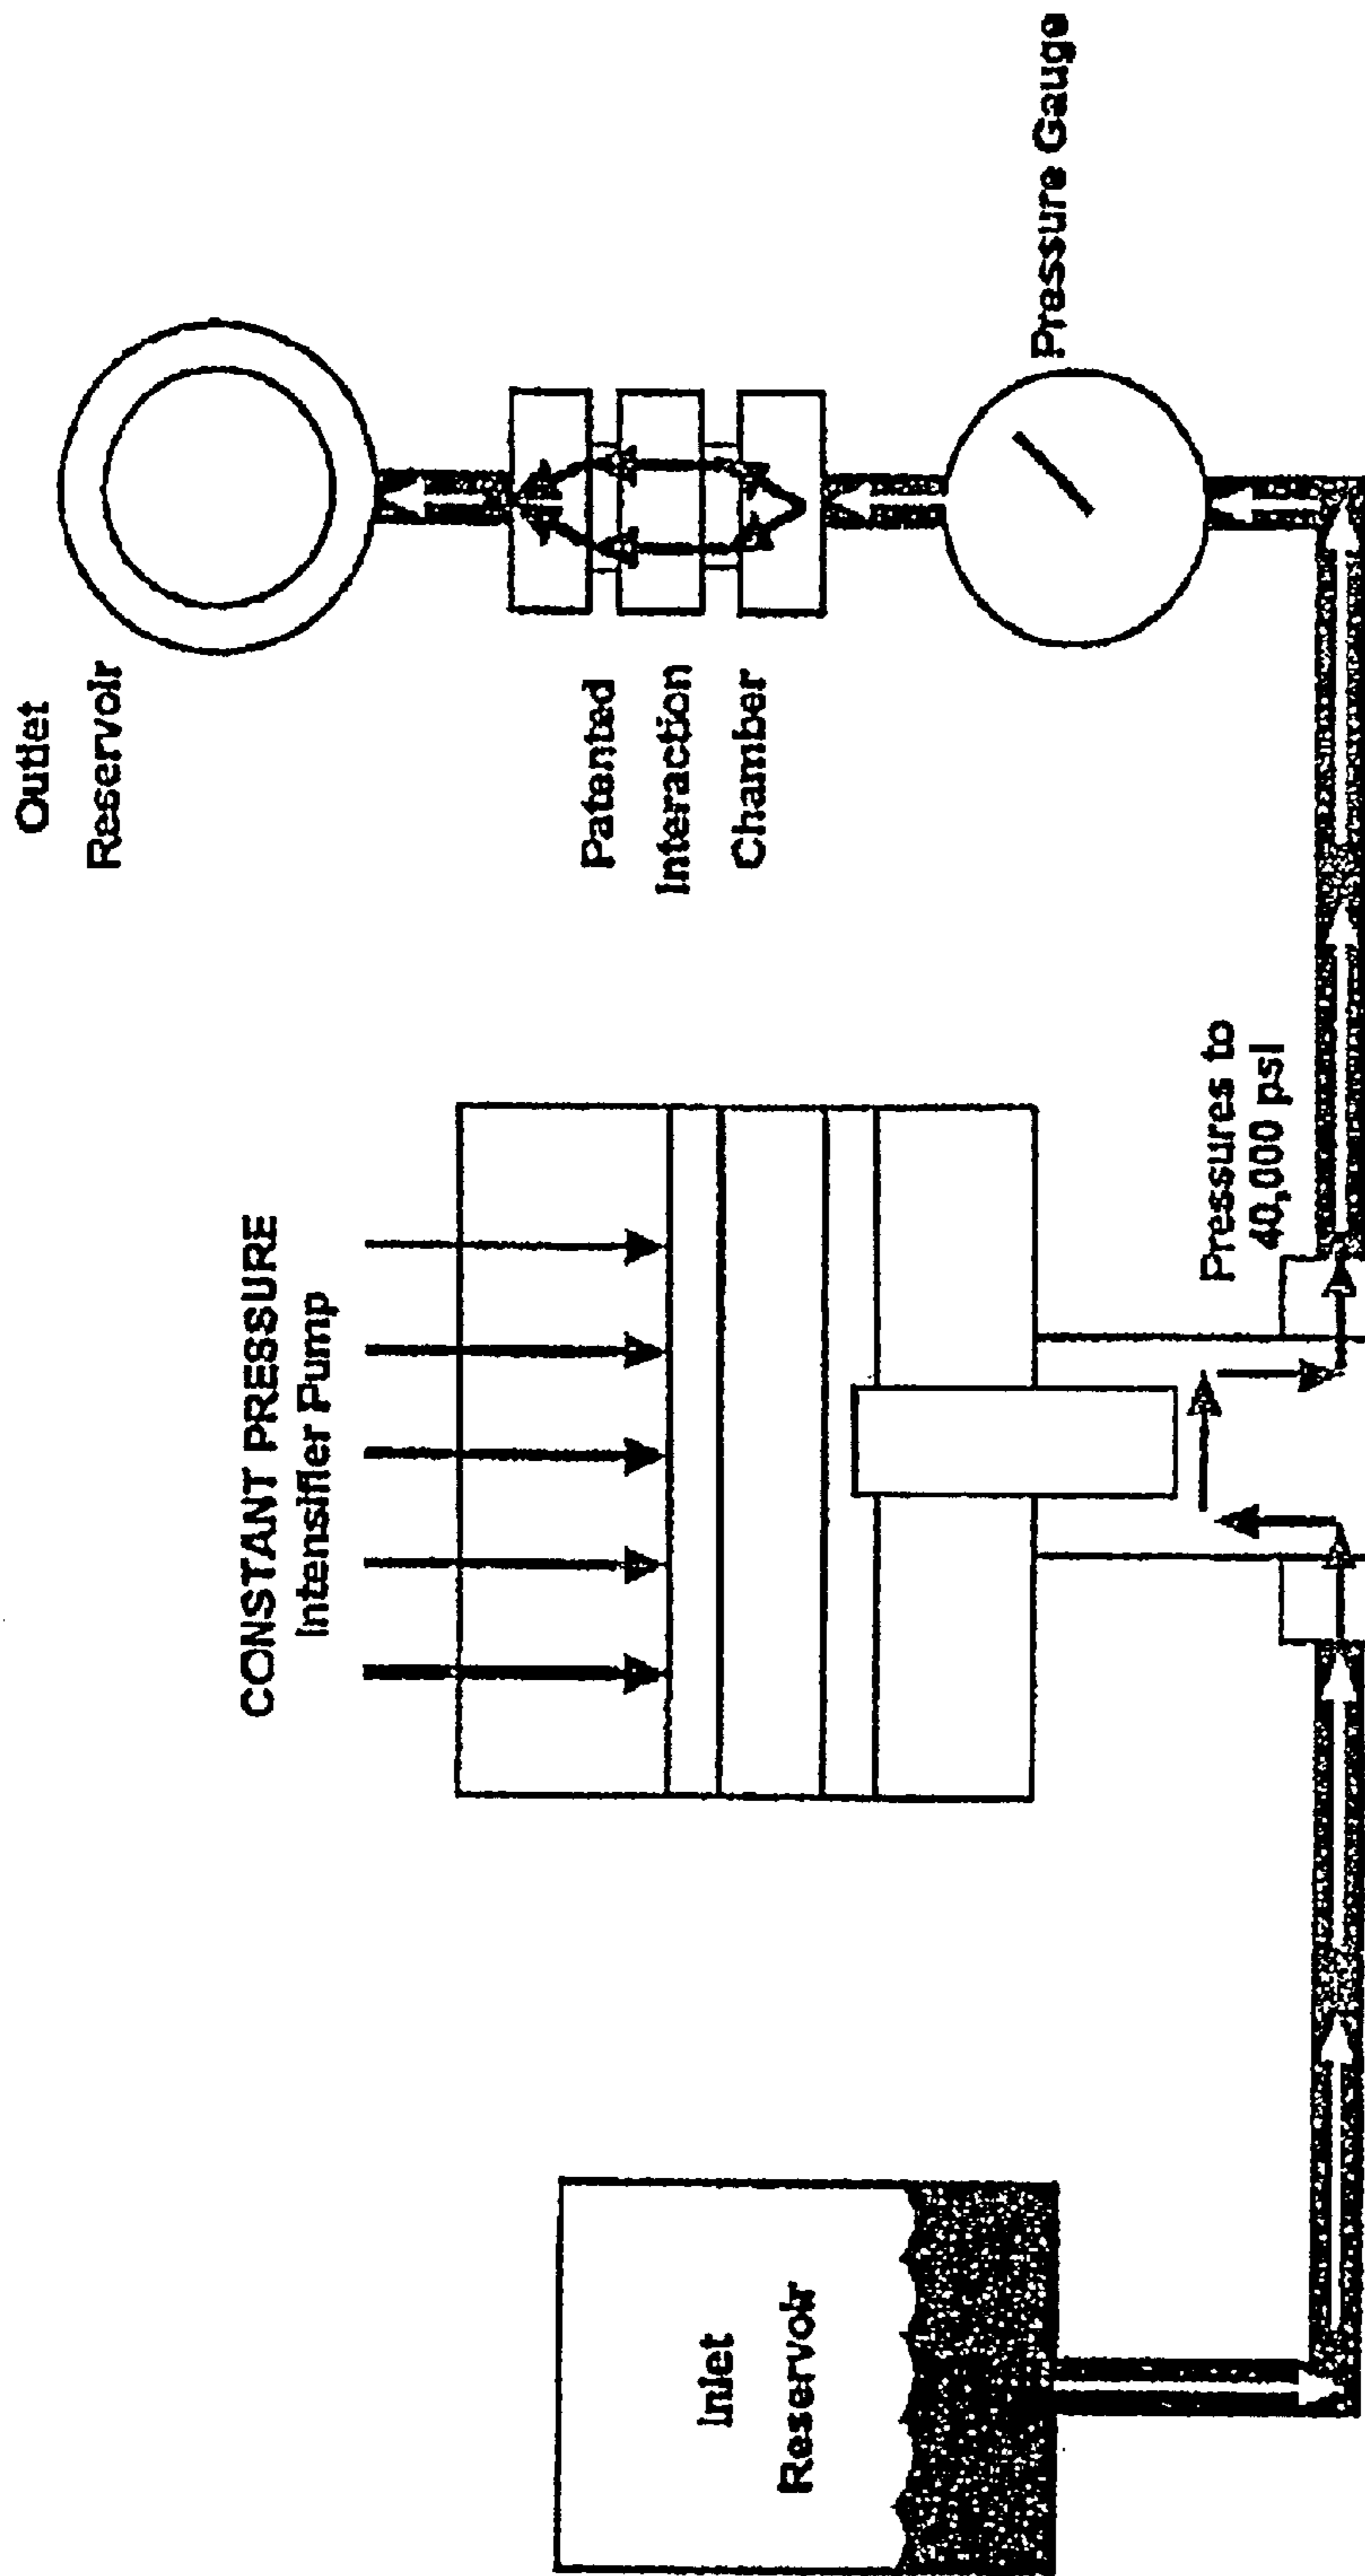 Outlet
Reservoir
Patented
Interaction
Chamber
Pressure Gauge
CONSTANT PRESSURE
Intensifier Pump
Pressures to
40,000 psi
Inlet
Reservoir